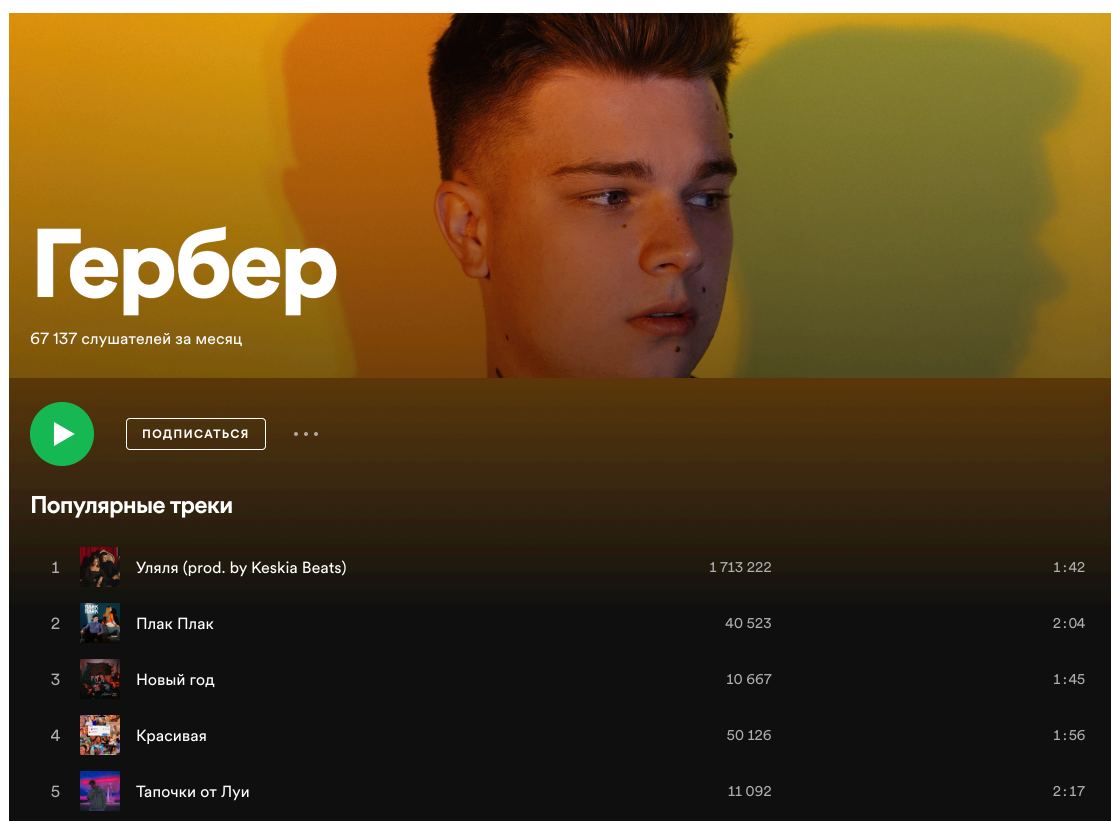 Гербер
67 137 слушателей за месяц
ПОДПИСАТЬСЯ
Популярные треки
1 Уляля (prod. by Keskia Beats) 1 713 222 1:42
2 Плак Плак 40 523 2:04
3 Новый год 10 667 1:45
4 Красивая 50 126 1:56
5 Тапочки от Луи 11 092 2:17